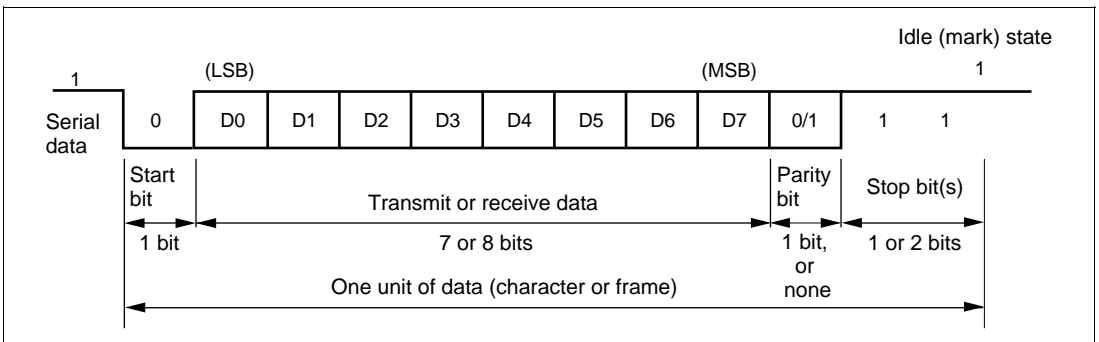 Idle (mark) state
1 (LSB) (MSB) 1
Serial data 0 D0 D1 D2 D3 D4 D5 D6 D7 0/1 1 1
Start bit
Transmit or receive data
Parity bit
Stop bit(s)
1 bit
7 or 8 bits
1 bit, or none
1 or 2 bits
One unit of data (character or frame)